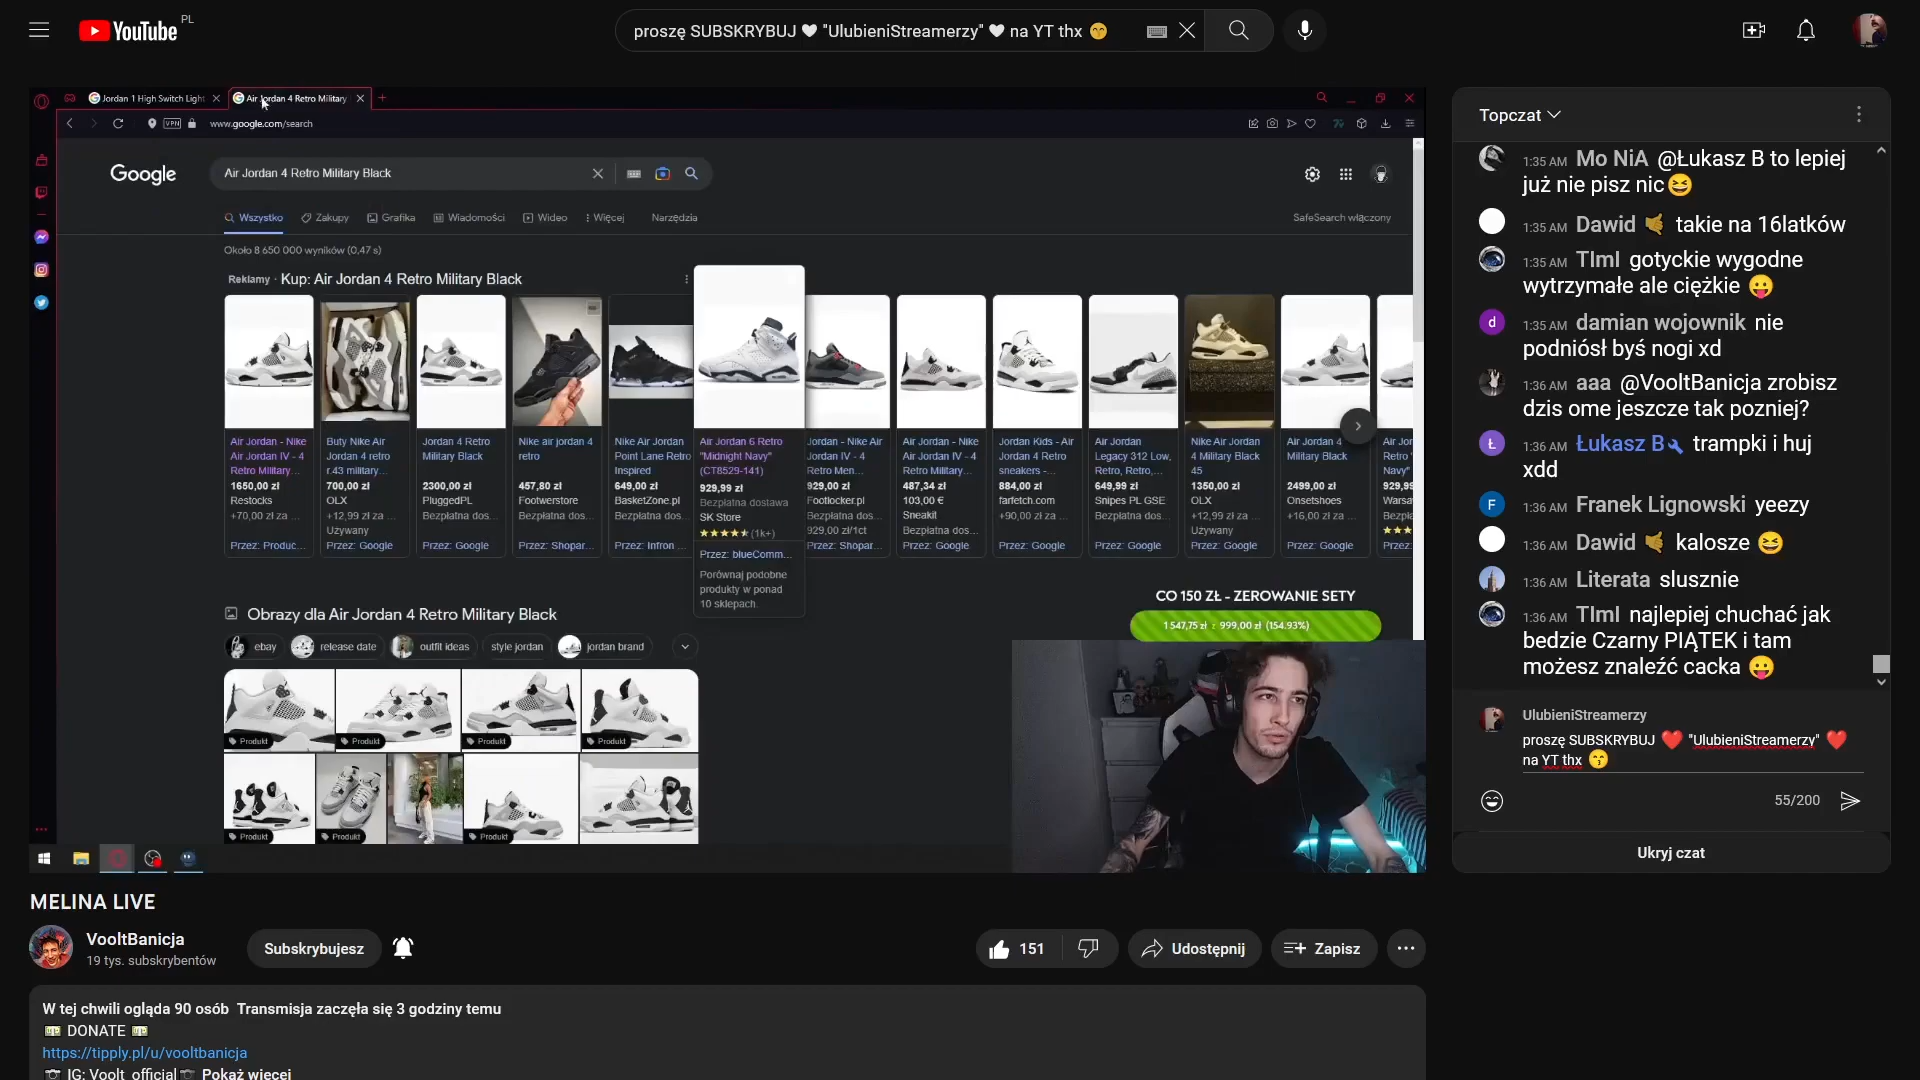 YouTube PL
proszę SUBSKRYBUJ 🤍 "UlubieniStreamerzy" 🤍 na YT thx 😙
Jordan 1 High Switch Light
Air Jordan 4 Retro Military
VPN
www.google.com/search
Google
Air Jordan 4 Retro Military Black
Wszystko
Zakupy
Grafika
Wiadomości
Wideo
Więcej
Narzędzia
SafeSearch włączony
Około 8 650 000 wyników (0,47 s)
Reklamy · Kup: Air Jordan 4 Retro Military Black
Air Jordan - Nike
Air Jordan IV - 4
Retro Military...
1650,00 zł
Restocks
+70,00 zł za ...
Przez: Produc...
Buty Nike Air
Jordan 4 retro
r.43 military...
700,00 zł
OLX
+12,99 zł za ...
Używany
Przez: Google
Jordan 4 Retro
Military Black
2300,00 zł
PluggedPL
Bezpłatna dos...
Przez: Google
Nike air jordan 4
retro
457,80 zł
Footwerstore
Bezpłatna dos...
Przez: Shopar...
Nike Air Jordan
Point Lane Retro
Inspired
649,00 zł
BasketZone.pl
Bezpłatna dos...
Przez: Infron ...
Air Jordan 6 Retro
"Midnight Navy"
(CT8529-141)
929,99 zł
Bezpłatna dostawa
SK Store
(1k+)
Przez: blueComm...
Porównaj podobne
produkty w ponad
10 sklepach.
Jordan - Nike Air
Jordan IV - 4
Retro Men...
929,00 zł
Footlocker.pl
Bezpłatna dos...
929,00 zł/1ct
Przez: Shopar...
Air Jordan - Nike
Air Jordan IV - 4
Retro Military...
487,34 zł
103,00 €
Sneakit
Bezpłatna dos...
Przez: Google
Jordan Kids - Air
Jordan 4 Retro
sneakers -...
884,00 zł
farfetch.com
+90,00 zł za ...
Przez: Google
Air Jordan
Legacy 312 Low,
Retro, Retro,...
649,99 zł
Snipes PL GSE
Bezpłatna dos...
Przez: Google
Nike Air Jordan
4 Military Black
45
1350,00 zł
OLX
+12,99 zł za ...
Używany
Przez: Google
Air Jordan 4
Military Black
2499,00 zł
Onsetshoes
+16,00 zł za ...
Przez: Google
Air Jor
Retro "
Navy"
929,99
Warsa
Bezpł
Przez:
CO 150 ZŁ - ZEROWANIE SETY
1 547,75 zł z 999,00 zł (154.93%)
Obrazy dla Air Jordan 4 Retro Military Black
ebay
release date
outfit ideas
style jordan
jordan brand
Produkt
Produkt
Produkt
Produkt
Produkt
Produkt
Produkt
Produkt
Topczat
1:35 AM Mo NiA @Łukasz B to lepiej
już nie pisz nic😆
1:35 AM Dawid 🤙 takie na 16latków
1:35 AM TImI gotyckie wygodne
wytrzymałe ale ciężkie 😛
1:35 AM damian wojownik nie
podniósł byś nogi xd
1:36 AM aaa @VooltBanicja zrobisz
dzis ome jeszcze tak pozniej?
1:36 AM Łukasz B🔧 trampki i huj
xdd
1:36 AM Franek Lignowski yeezy
1:36 AM Dawid 🤙 kalosze 😆
1:36 AM Literata slusznie
1:36 AM TImI najlepiej chuchać jak
bedzie Czarny PIĄTEK i tam
możesz znaleźć cacka 😛
UlubieniStreamerzy
proszę SUBSKRYBUJ ❤️ "UlubieniStreamerzy" ❤️
na YT thx 😙
55/200
Ukryj czat
MELINA LIVE
VooltBanicja
19 tys. subskrybentów
Subskrybujesz
151
Udostępnij
Zapisz
W tej chwili ogląda 90 osób Transmisja zaczęła się 3 godziny temu
💵 DONATE 💵
https://tipply.pl/u/vooltbanicja
📷 IG: Voolt_official📷 Pokaż więcej